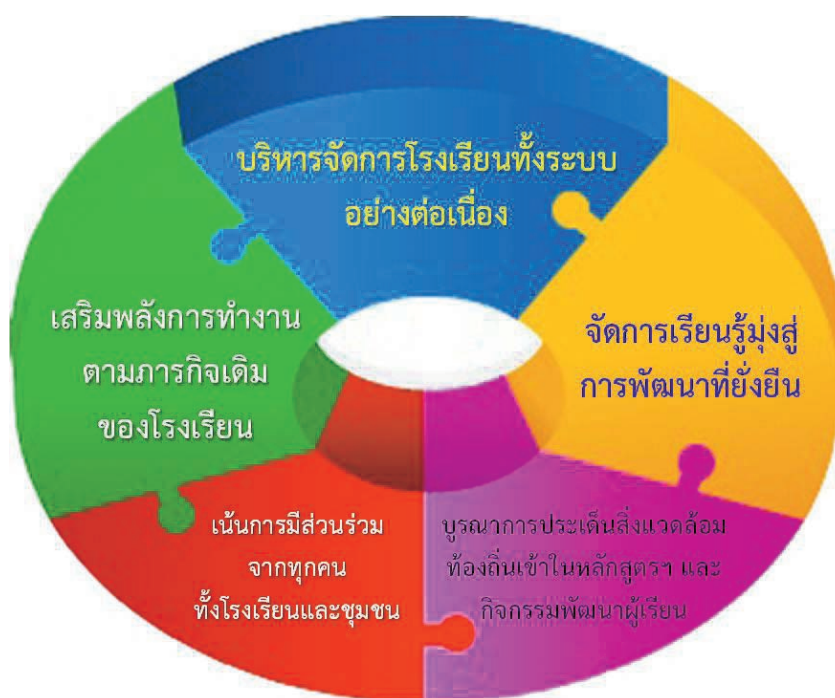 บริหารจัดการโรงเรียนทั้งระบบ
อย่างต่อเนื่อง
จัดการเรียนรู้มุ่งสู่
การพัฒนาที่ยั่งยืน
บูรณาการประเด็นสิ่งแวดล้อม
ท้องถิ่นเข้าในหลักสูตรฯ และ
กิจกรรมพัฒนาผู้เรียน
เน้นการมีส่วนร่วม
จากทุกคน
ทั้งโรงเรียนและชุมชน
เสริมพลังการทำงาน
ตามภารกิจเดิม
ของโรงเรียน